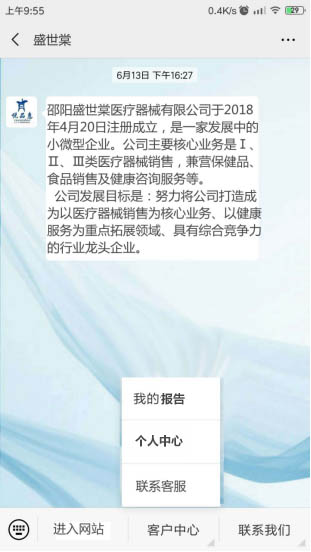 上午9:55
0.4K/s
29
盛世棠
6月13日 下午16:27
悦品惠
邵阳盛世棠医疗器械有限公司于2018
年4月20日注册成立，是一家发展中的
小微型企业。公司主要核心业务是Ⅰ、
Ⅱ、Ⅲ类医疗器械销售，兼营保健品、
食品销售及健康咨询服务等。
公司发展目标是：努力将公司打造成
为以医疗器械销售为核心业务、以健康
服务为重点拓展领域、具有综合竞争力
的行业龙头企业。
我的报告
个人中心
联系客服
进入网站
客户中心
联系我们